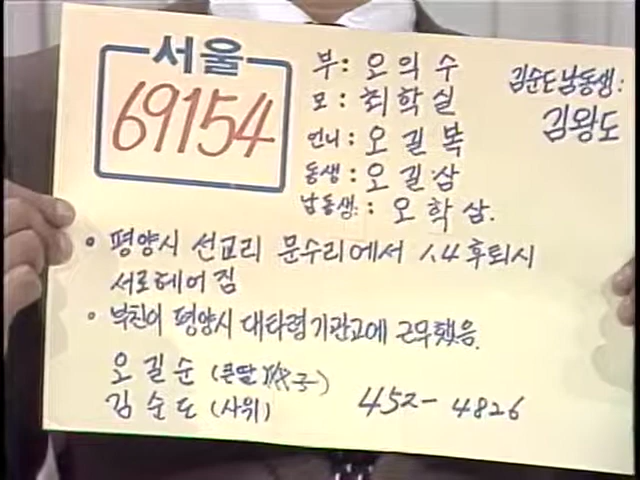 서울
69154
부: 오의수
모: 최학실
언니: 오길복
동생: 오길삼
남동생: 오학삼.
김순도남동생:
김왕도
• 평양시 선교리 문수리에서 1.4후퇴시
서로헤어짐
• 부친이 평양시 대타령기관고에 근무했음.
오길순 (큰딸
김순도 (사위)
452-4826